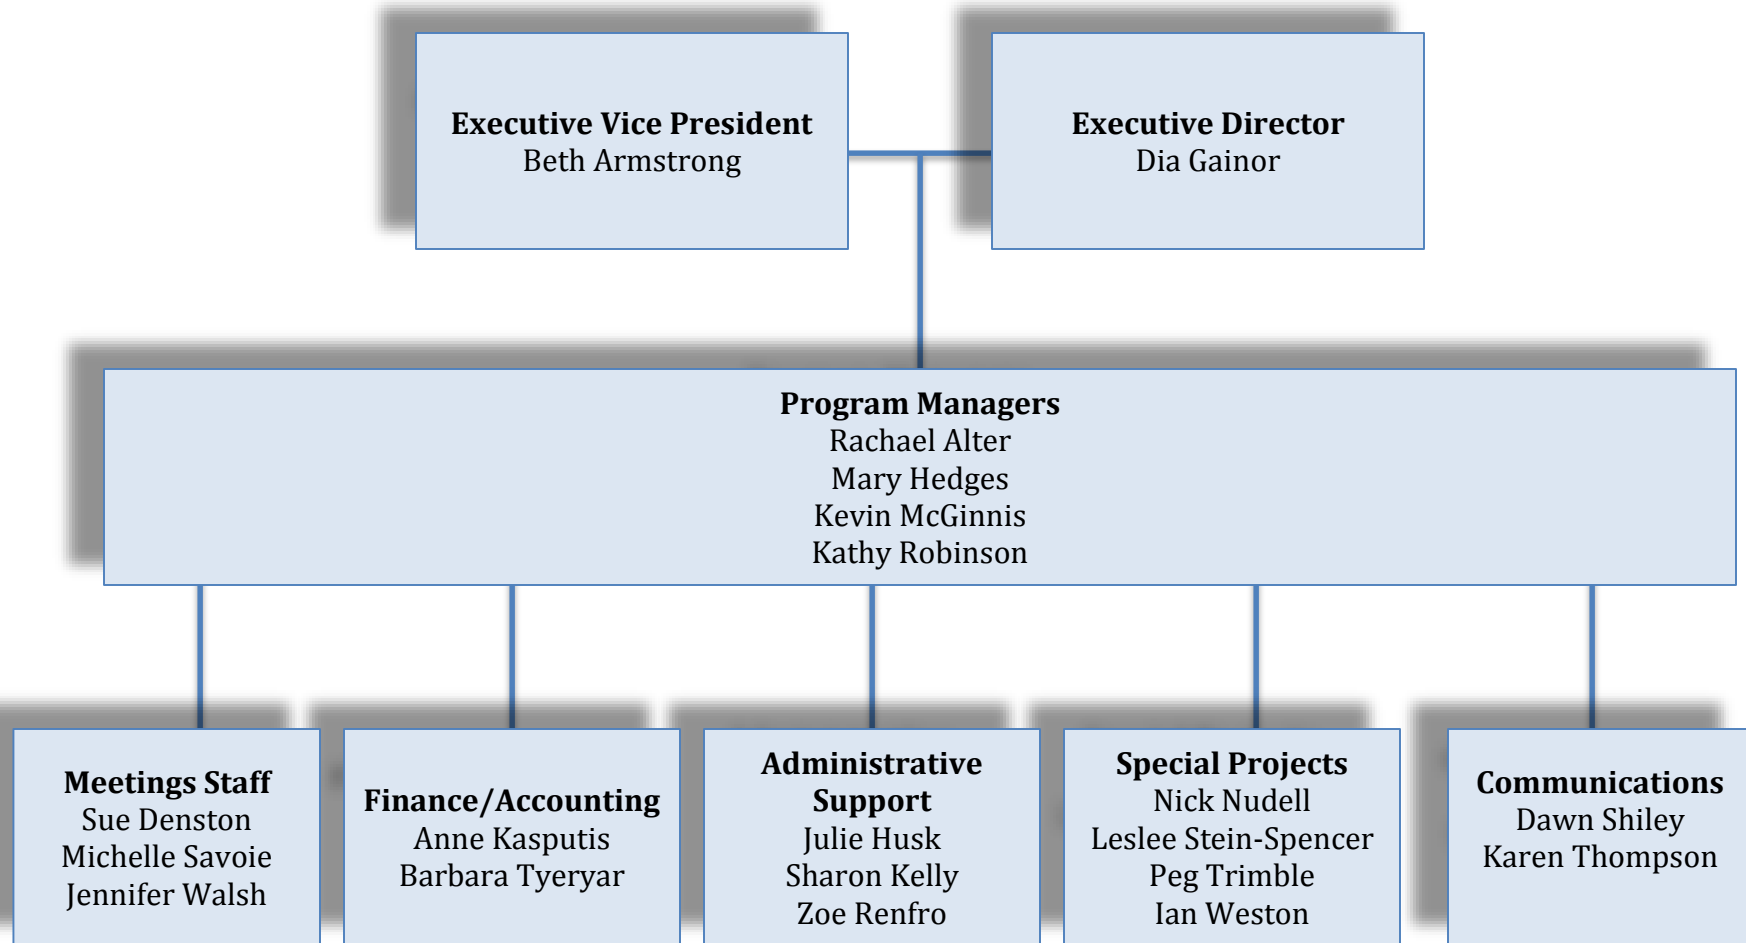 Executive Vice President
Beth Armstrong
Executive Director
Dia Gainor
Program Managers
Rachael Alter
Mary Hedges
Kevin McGinnis
Kathy Robinson
Meetings Staff
Sue Denston
Michelle Savoie
Jennifer Walsh
Finance/Accounting
Anne Kasputis
Barbara Tyeryar
Administrative
Support
Julie Husk
Sharon Kelly
Zoe Renfro
Special Projects
Nick Nudell
Leslee Stein-Spencer
Peg Trimble
Ian Weston
Communications
Dawn Shiley
Karen Thompson